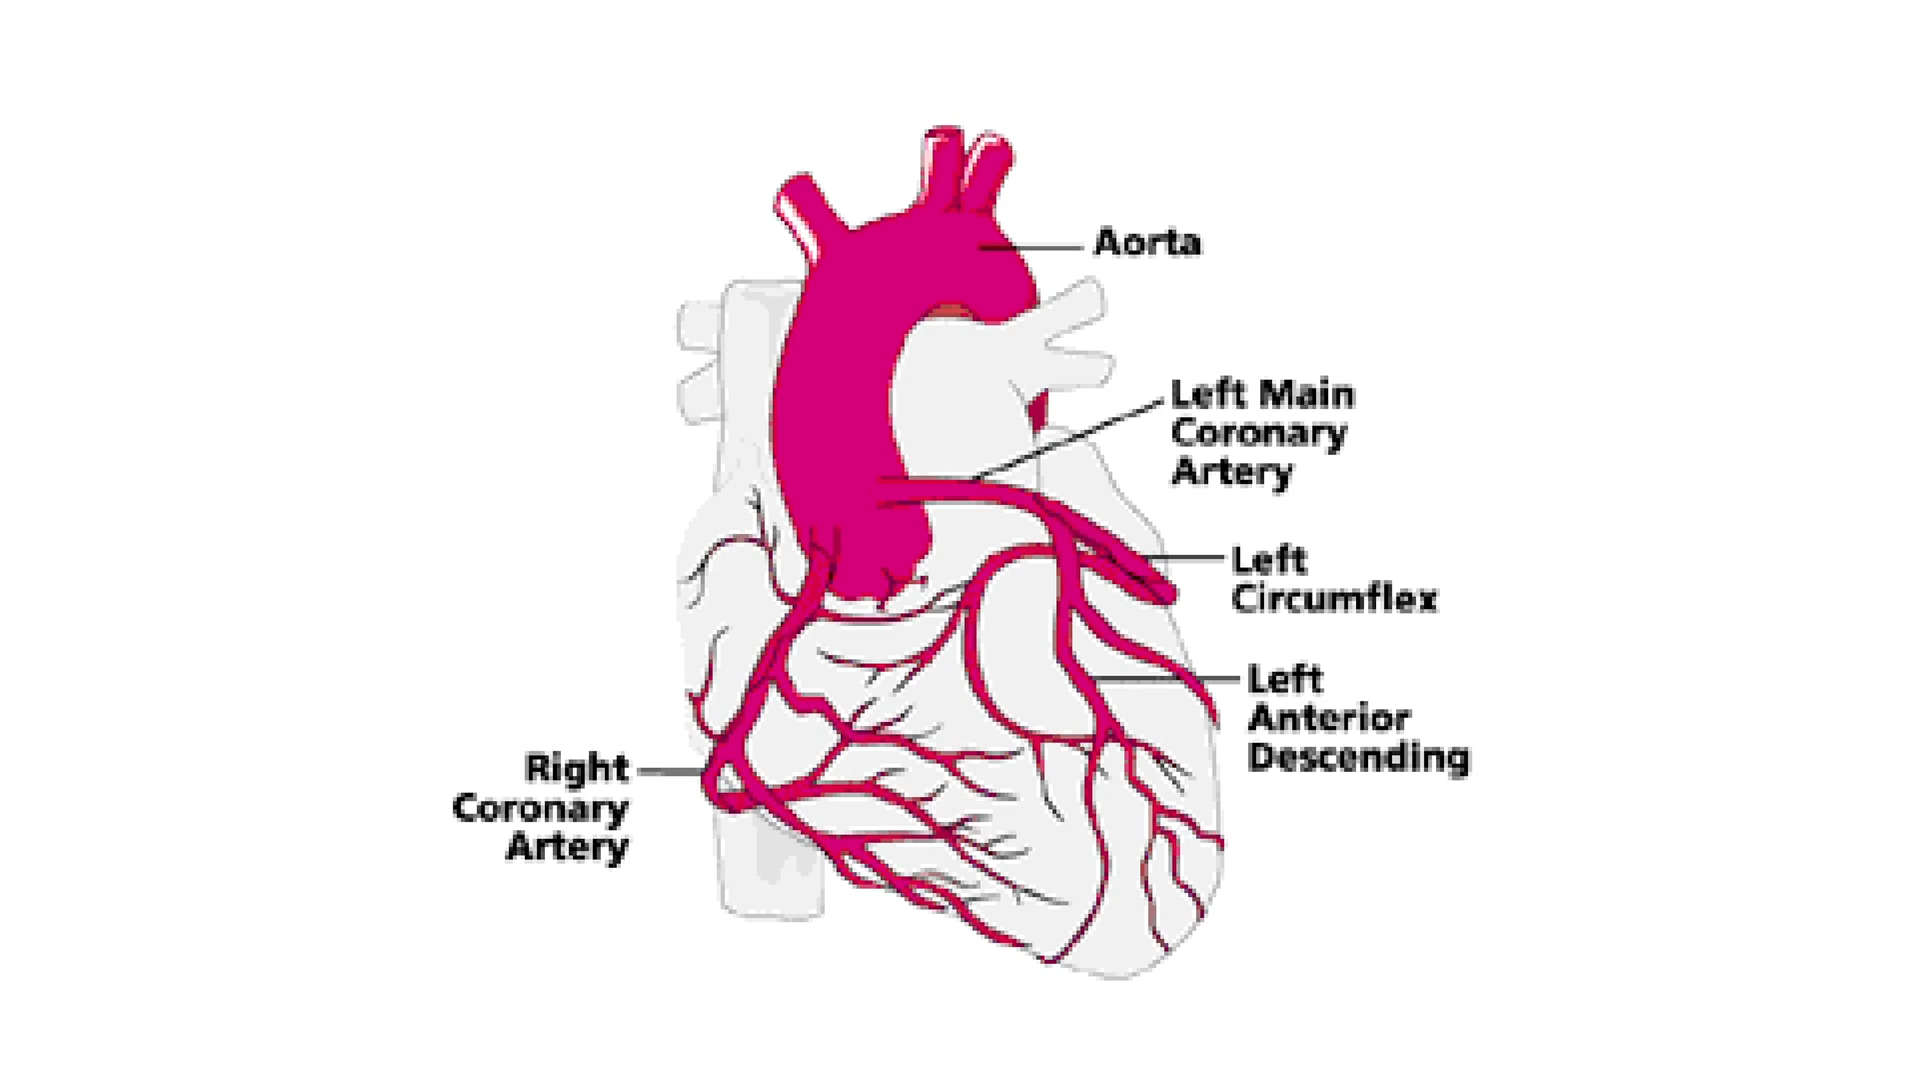 Aorta
Left Main
Coronary
Artery
Left
Circumflex
Left
Anterior
Descending
Right
Coronary
Artery